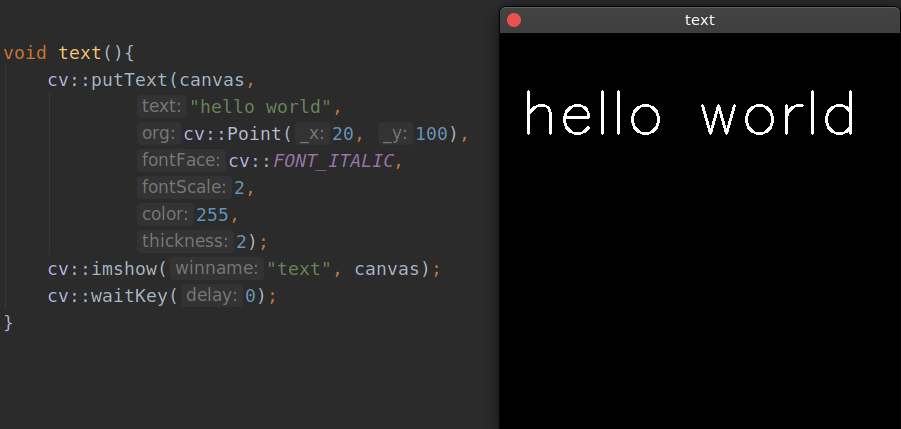 void text(){
cv::putText(canvas,
text: "hello world",
org: cv::Point( _x: 20, _y: 100),
fontFace: cv::FONT_ITALIC,
fontScale: 2,
color: 255,
thickness: 2);
cv::imshow( winname: "text", canvas);
cv::waitKey( delay: 0);
}
text
hello world